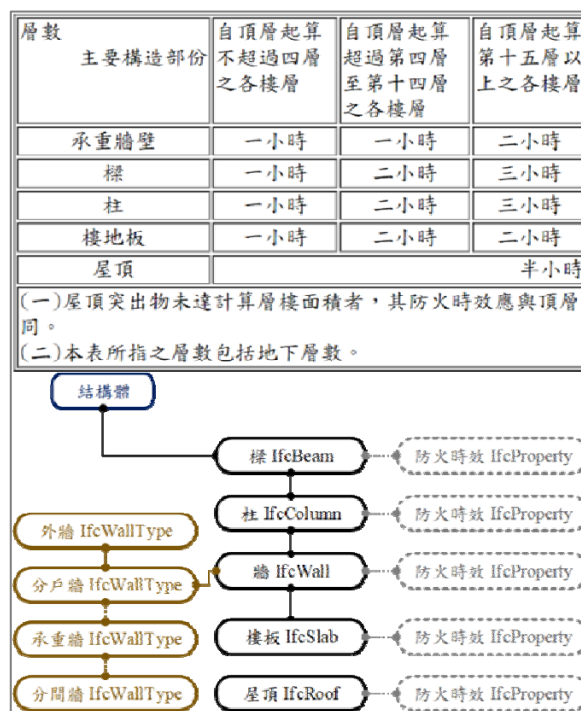 層數
主要構造部份
自頂層起算
不超過四層
之各樓層
自頂層起算
超過第四層
至第十四層
之各樓層
自頂層起算
第十五層以
上之各樓層
承重牆壁 一小時 一小時 二小時
樑 一小時 二小時 三小時
柱 一小時 二小時 三小時
樓地板 一小時 二小時 二小時
屋頂 半小時
(一)屋頂突出物未達計算層樓面積者，其防火時效應與頂層
同。
(二)本表所指之層數包括地下層數。
結構體
樑 IfcBeam 防火時效 IfcProperty
柱 IfcColumn 防火時效 IfcProperty
外牆 IfcWallType
牆 IfcWall 防火時效 IfcProperty
分戶牆 IfcWallType
承重牆 IfcWallType 樓板 IfcSlab 防火時效 IfcProperty
分間牆 IfcWallType 屋頂 IfcRoof 防火時效 IfcProperty